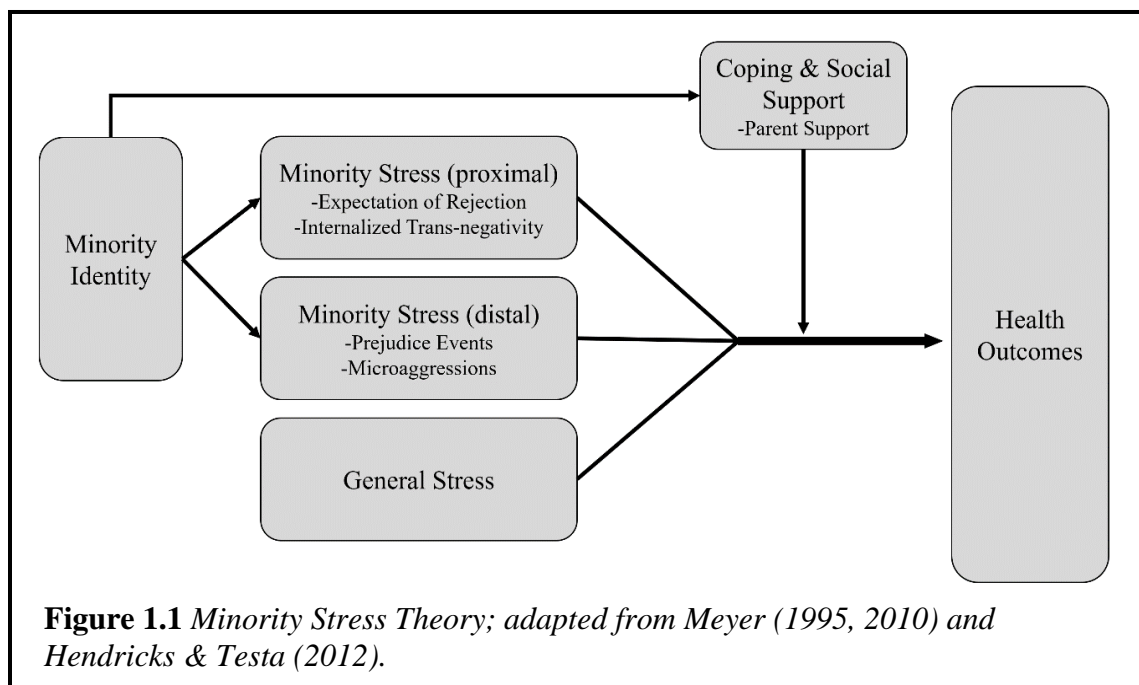 Coping & Social
Support
-Parent Support
Minority
Identity
Minority Stress (proximal)
-Expectation of Rejection
-Internalized Trans-negativity
Minority Stress (distal)
-Prejudice Events
-Microaggressions
General Stress
Health
Outcomes
Figure 1.1 Minority Stress Theory; adapted from Meyer (1995, 2010) and
Hendricks & Testa (2012).